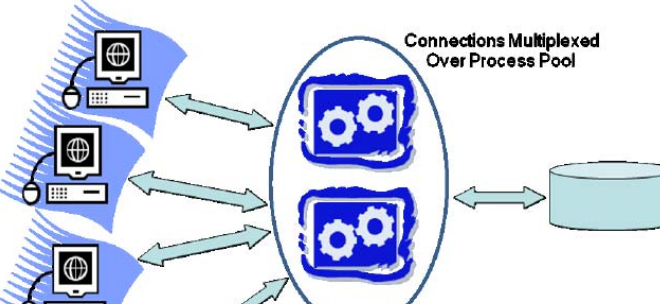 Connections Multiplexed
Over Process Pool